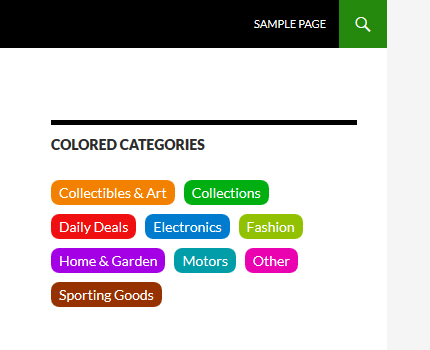 SAMPLE PAGE
COLORED CATEGORIES
Collectibles & Art Collections
Daily Deals Electronics Fashion
Home & Garden Motors Other
Sporting Goods